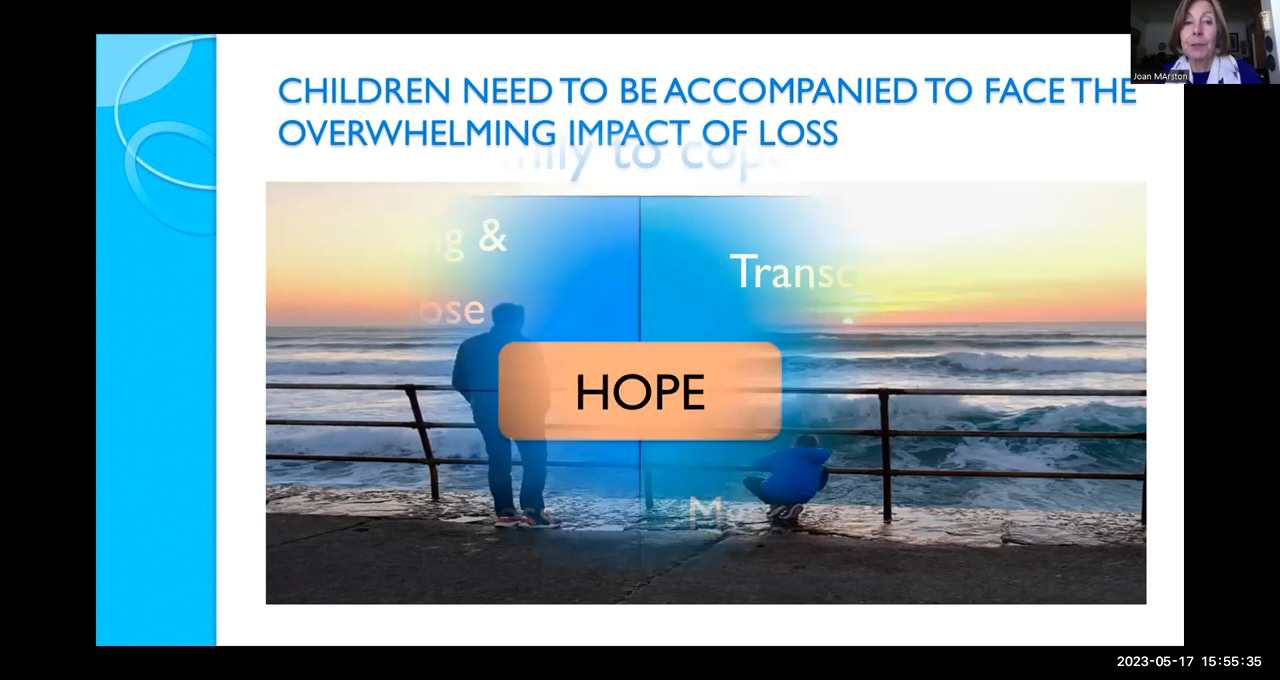 Joan MArston
CHILDREN NEED TO BE ACCOMPANIED TO FACE THE
OVERWHELMING IMPACT OF LOSS
to
&
HOPE
2023-05-17 15:55:35